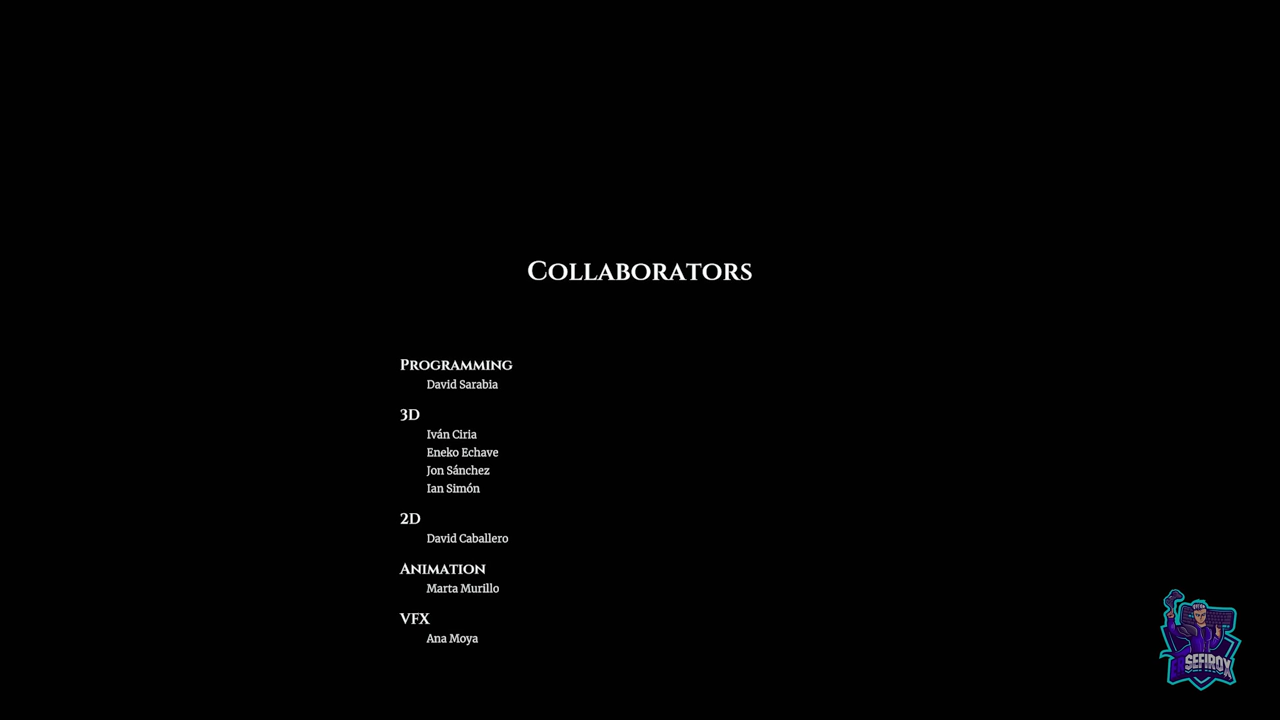 Collaborators
Programming
David Sarabia
3D
Iván Ciria
Eneko Echave
Jon Sánchez
Ian Simón
2D
David Caballero
Animation
Marta Murillo
VFX
Ana Moya
SEFIROX